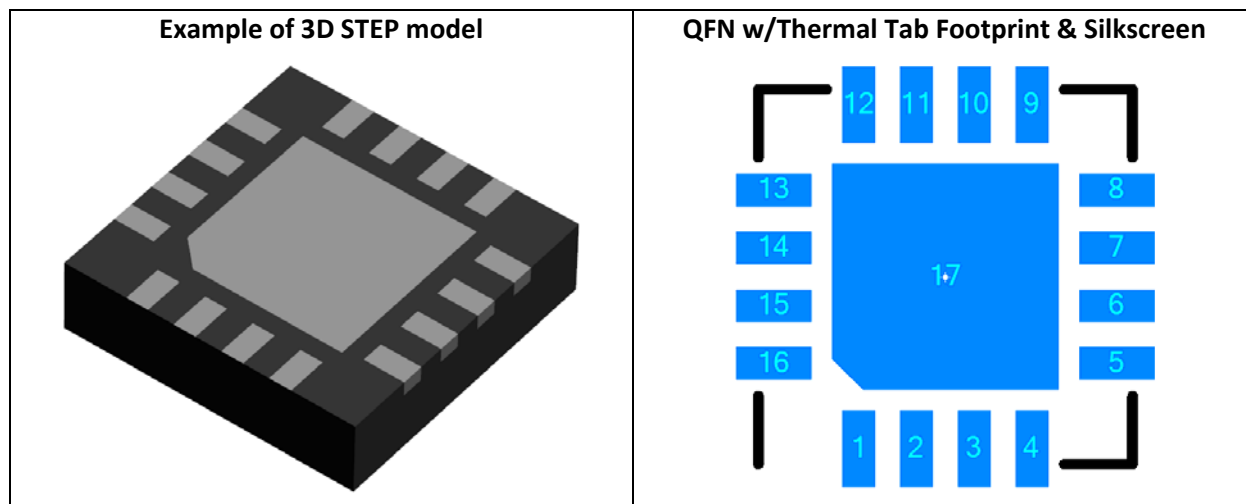 Example of 3D STEP model
QFN w/Thermal Tab Footprint & Silkscreen
12 11 10 9
13 8
14 7
17
15 6
16 5
1 2 3 4